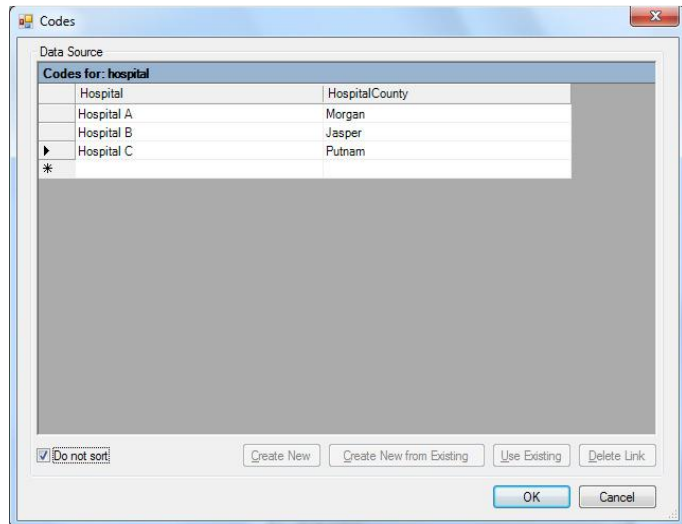 Codes
Data Source
Codes for: hospital
Hospital HospitalCounty
Hospital A Morgan
Hospital B Jasper
Hospital C Putnam
Do not sort Create New Create New from Existing Use Existing Delete Link
OK Cancel